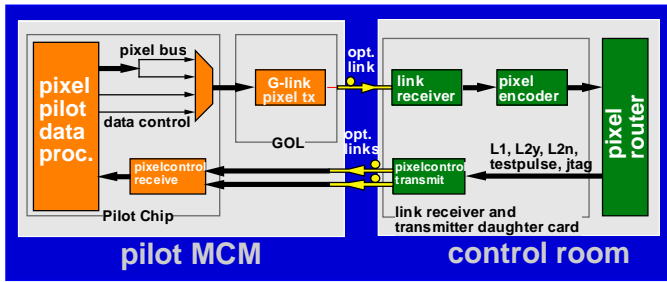 pixel bus
pixel
pilot
data
proc.
data control
G-link
pixel tx
GOL
opt.
link
link
receiver
pixel
encoder
pixel
router
opt.
links
pixelcontrol
receive
pixelcontrol
transmit
L1, L2y, L2n,
testpulse, jtag
Pilot Chip
link receiver and
transmitter daughter card
pilot MCM
control room